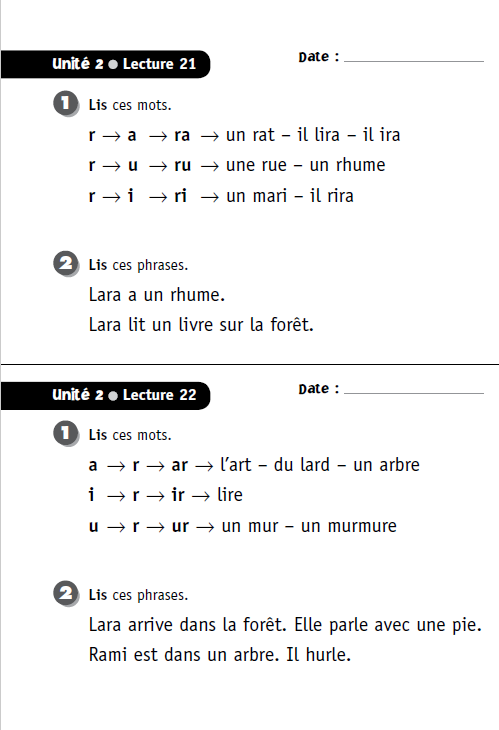 Unité 2 ● Lecture 21
Date : 
1 Lis ces mots.
r → a → ra → un rat – il lira – il ira
r → u → ru → une rue – un rhume
r → i → ri → un mari – il rira
2 Lis ces phrases.
Lara a un rhume.
Lara lit un livre sur la forêt.
Unité 2 ● Lecture 22
Date : 
1 Lis ces mots.
a → r → ar → l'art – du lard – un arbre
i → r → ir → lire
u → r → ur → un mur – un murmure
2 Lis ces phrases.
Lara arrive dans la forêt. Elle parle avec une pie.
Rami est dans un arbre. Il hurle.